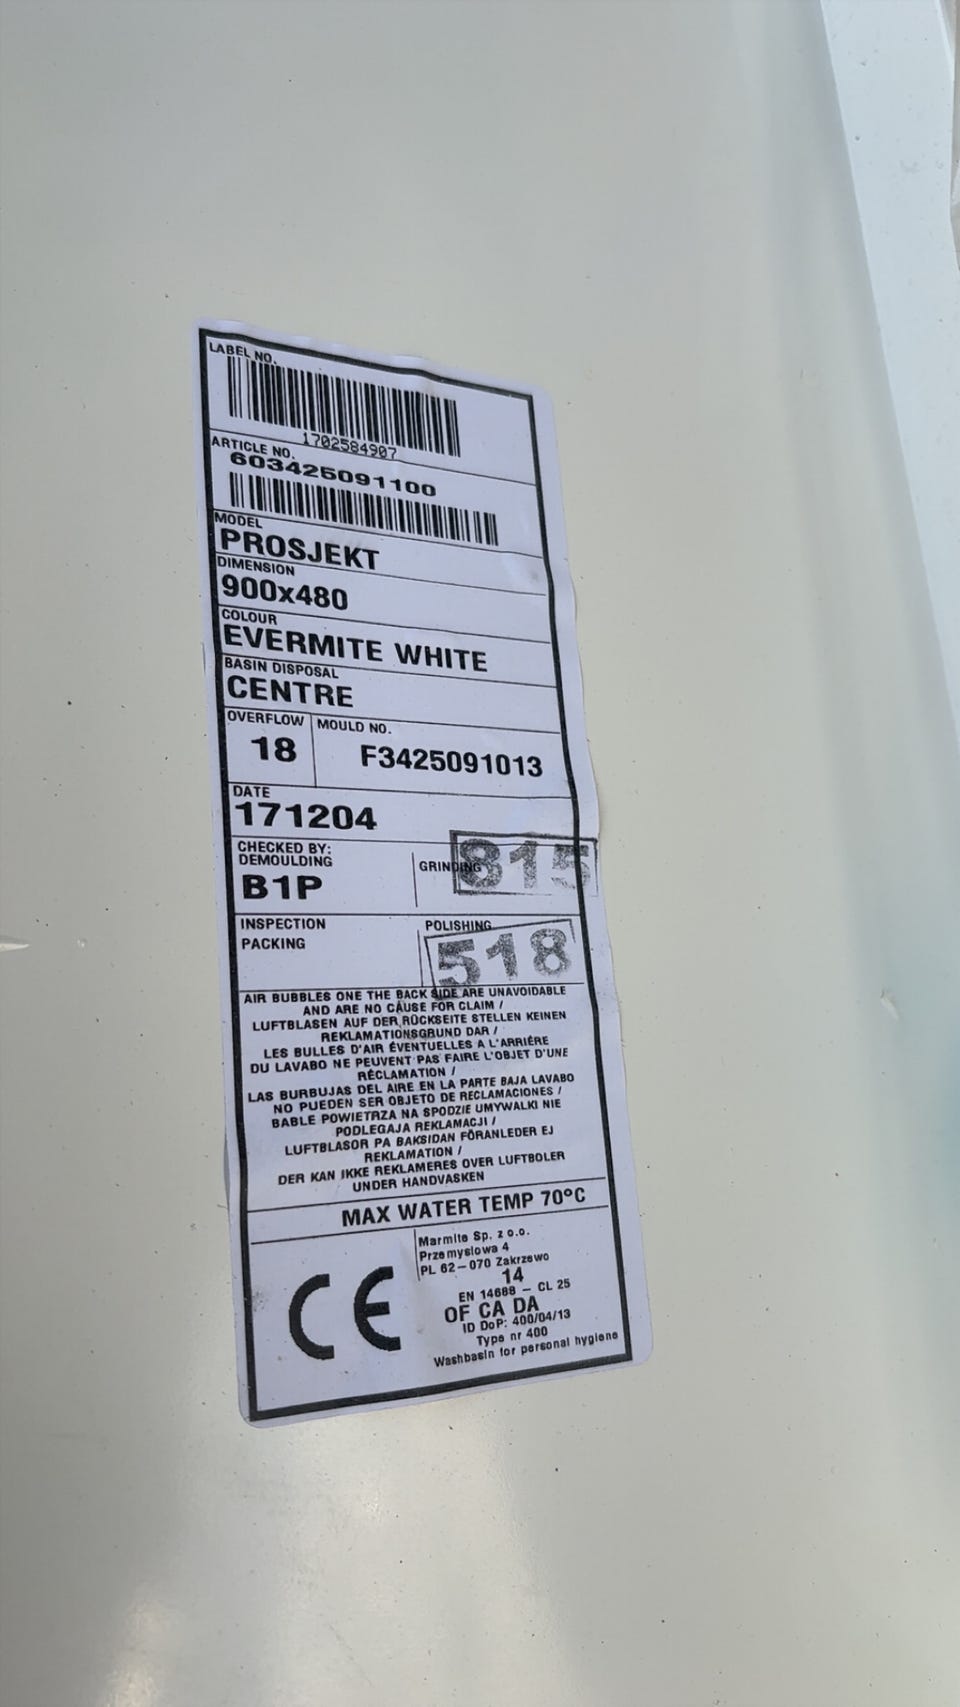 LABEL NO.
1702584907
ARTICLE NO.
603425091100
MODEL
PROSJEKT
DIMENSION
900x480
COLOUR
EVERMITE WHITE
BASIN DISPOSAL
CENTRE
OVERFLOW MOULD NO.
18 F3425091013
DATE
171204
CHECKED BY:
DEMOULDING GRINDING 815
B1P
INSPECTION POLISHING
PACKING 518
AIR BUBBLES ONE THE BACK SIDE ARE UNAVOIDABLE
AND ARE NO CAUSE FOR CLAIM /
LUFTBLASEN AUF DER RÜCKSEITE STELLEN KEINEN
REKLAMATIONSGRUND DAR /
LES BULLES D'AIR ÉVENTUELLES A L'ARRIÈRE
DU LAVABO NE PEUVENT PAS FAIRE L'OBJET D'UNE
RÉCLAMATION /
LAS BURBUJAS DEL AIRE EN LA PARTE BAJA LAVABO
NO PUEDEN SER OBJETO DE RECLAMACIONES /
BABLE POWIETRZA NA SPODZIE UMYWALKI NIE
PODLEGAJA REKLAMACJI /
LUFTBLASOR PA BAKSIDAN FÖRANLEDER EJ
REKLAMATION /
DER KAN IKKE REKLAMERES OVER LUFTBOLER
UNDER HANDVASKEN
MAX WATER TEMP 70°C
CE
Marmite Sp. z o.o.
Przemyslowa 4
PL 62-070 Zakrzewo
14
EN 14688 - CL 25
OF CA DA
ID DoP: 400/04/13
Type nr 400
Washbasin for personal hygiene